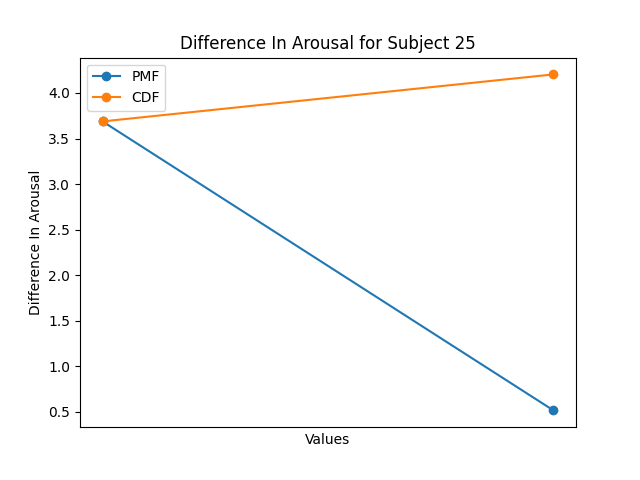 Difference In Arousal for Subject 25
PMF
CDF
4.0
3.5
3.0
2.5
2.0
1.5
1.0
0.5
Difference In Arousal
Values